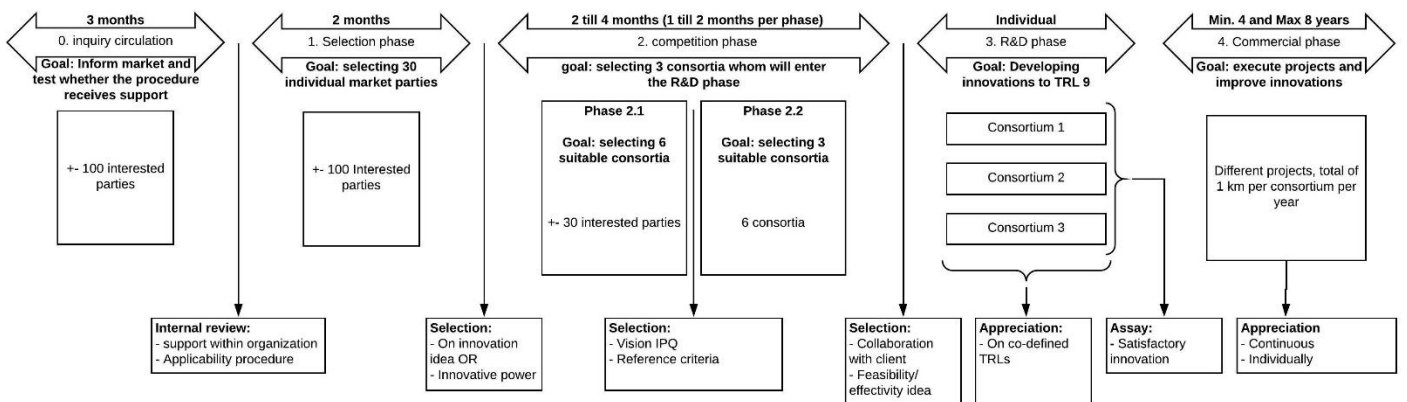 3 months
0. inquiry circulation
Goal: Inform market and
test whether the procedure
receives support
+- 100 interested
parties
Internal review:
- support within organization
- Applicability procedure
2 months
1. Selection phase
Goal: selecting 30
individual market parties
+- 100 Interested
parties
Selection:
- On innovation
idea OR
- Innovative power
2 till 4 months (1 till 2 months per phase)
2. competition phase
goal: selecting 3 consortia whom will enter
the R&D phase
Phase 2.1
Goal: selecting 6
suitable consortia
+- 30 interested parties
Phase 2.2
Goal: selecting 3
suitable consortia
6 consortia
Selection:
- Vision IPQ
- Reference criteria
Selection:
- Collaboration
with client
- Feasibility/
effectivity idea
Individual
3. R&D phase
Goal: Developing
innovations to TRL 9
Consortium 1
Consortium 2
Consortium 3
Appreciation:
- On co-defined
TRLs
Assay:
- Satisfactory
innovation
Min. 4 and Max 8 years
4. Commercial phase
Goal: execute projects and
improve innovations
Different projects, total of
1 km per consortium per
year
Appreciation
- Continuous
- Individually